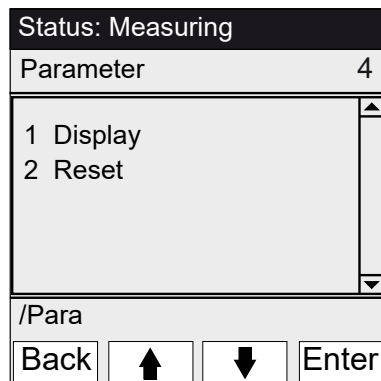 Status: Measuring
Parameter 4
1 Display
2 Reset
/Para
Back Enter